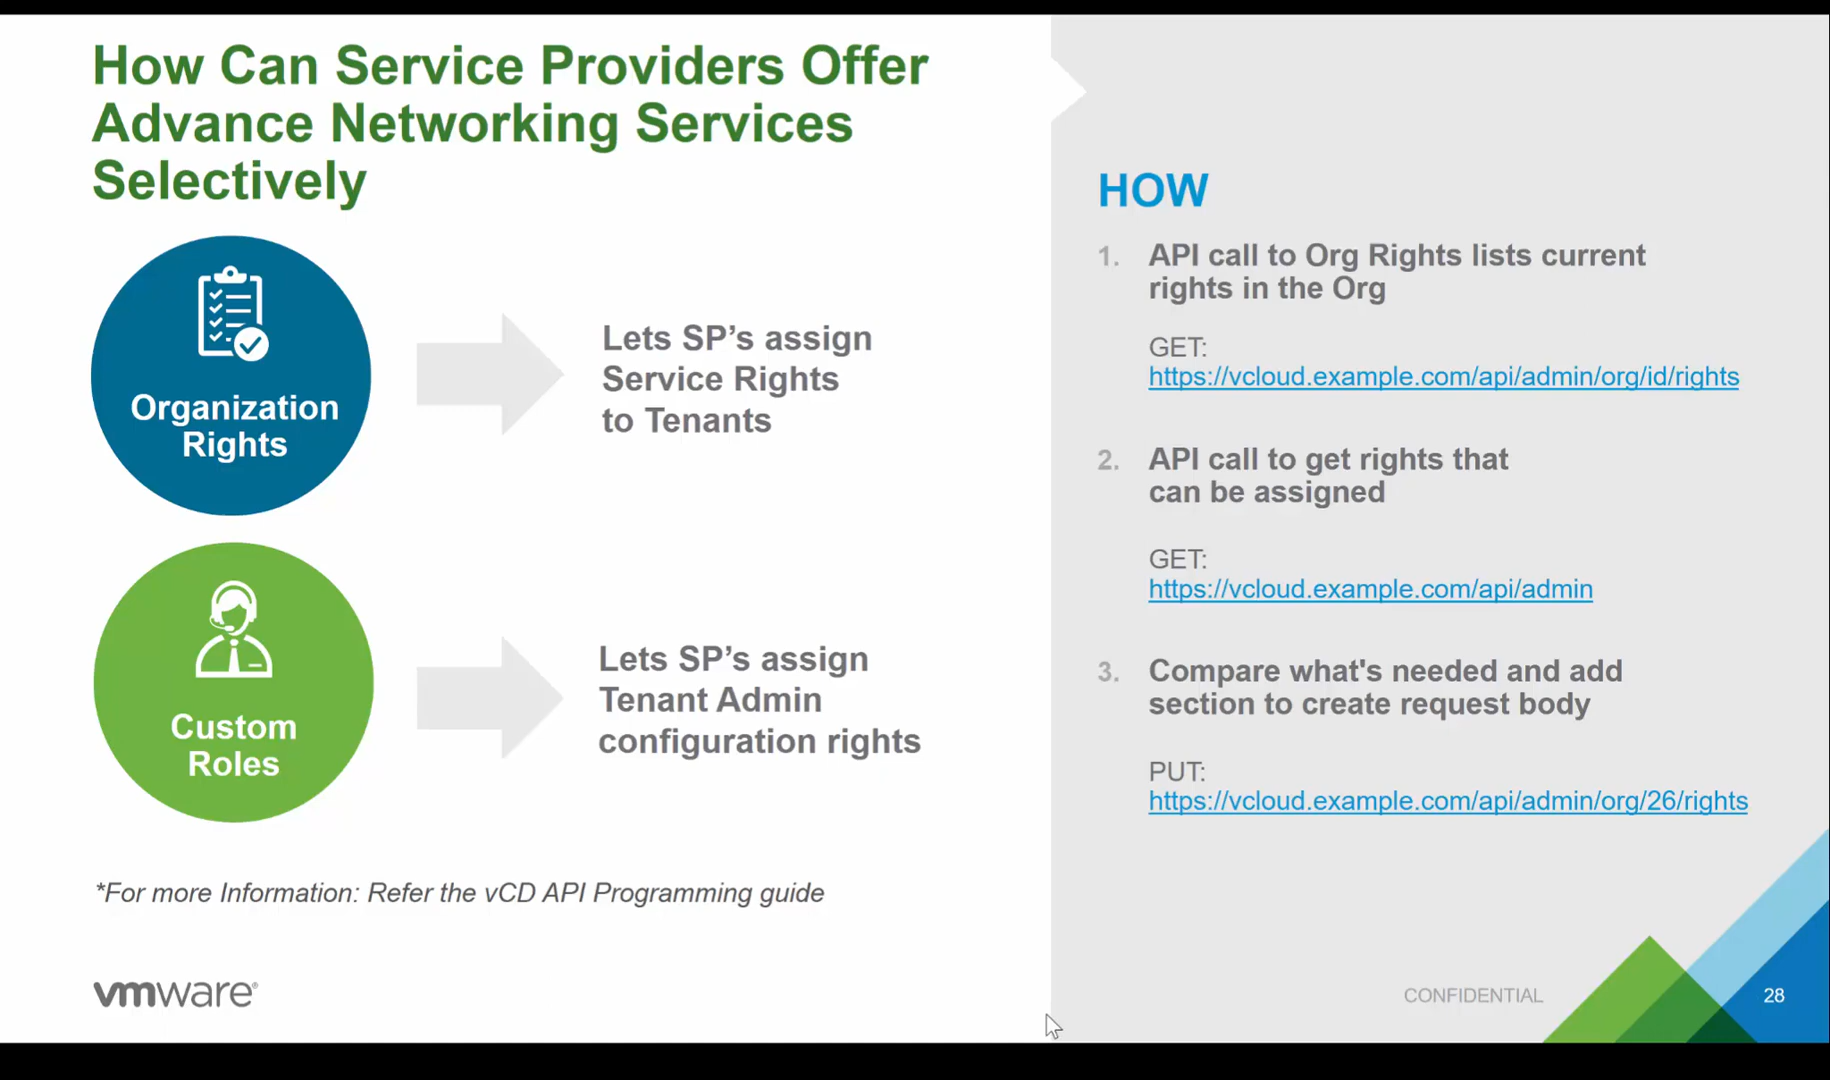 How Can Service Providers Offer
Advance Networking Services
Selectively
Organization
Rights
Lets SP’s assign
Service Rights
to Tenants
Custom
Roles
Lets SP’s assign
Tenant Admin
configuration rights
*For more Information: Refer the vCD API Programming guide
vmware®
HOW
1. API call to Org Rights lists current
rights in the Org
GET:
https://vcloud.example.com/api/admin/org/id/rights
2. API call to get rights that
can be assigned
GET:
https://vcloud.example.com/api/admin
3. Compare what's needed and add
section to create request body
PUT:
https://vcloud.example.com/api/admin/org/26/rights
CONFIDENTIAL
28